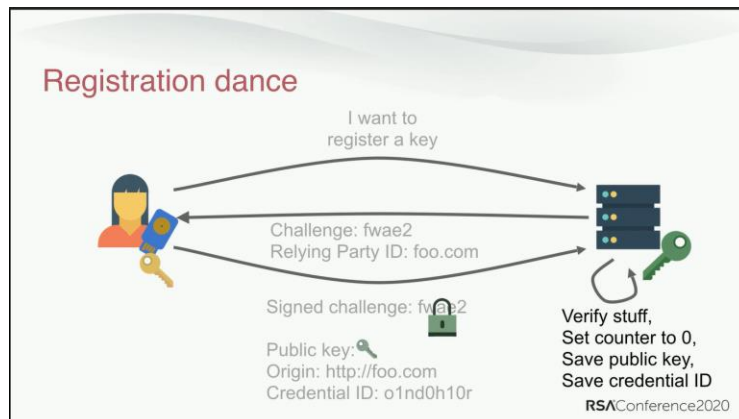 Registration dance
I want to
register a key
Challenge: fwae2
Relying Party ID: foo.com
Signed challenge: fwae2
Public key:
Origin: http://foo.com
Credential ID: o1nd0h10r
Verify stuff,
Set counter to 0,
Save public key,
Save credential ID
RSAConference2020